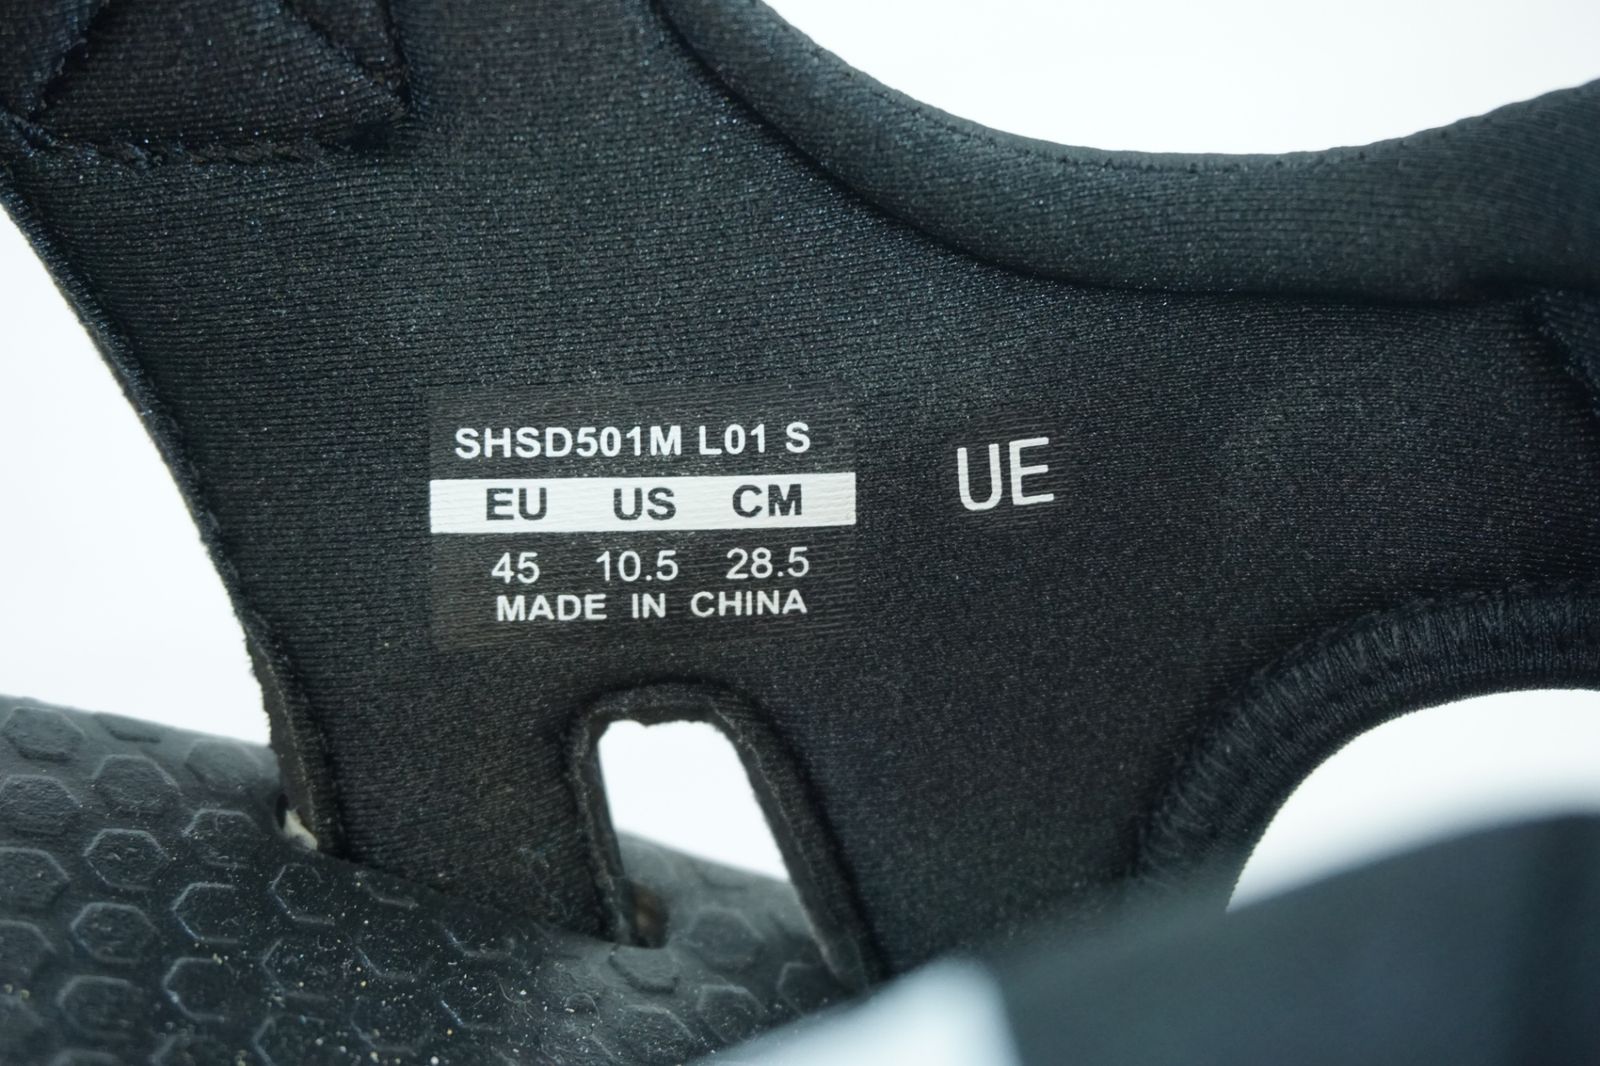 SHSD501M L01 S
EU US CM
45 10.5 28.5
MADE IN CHINA
UE